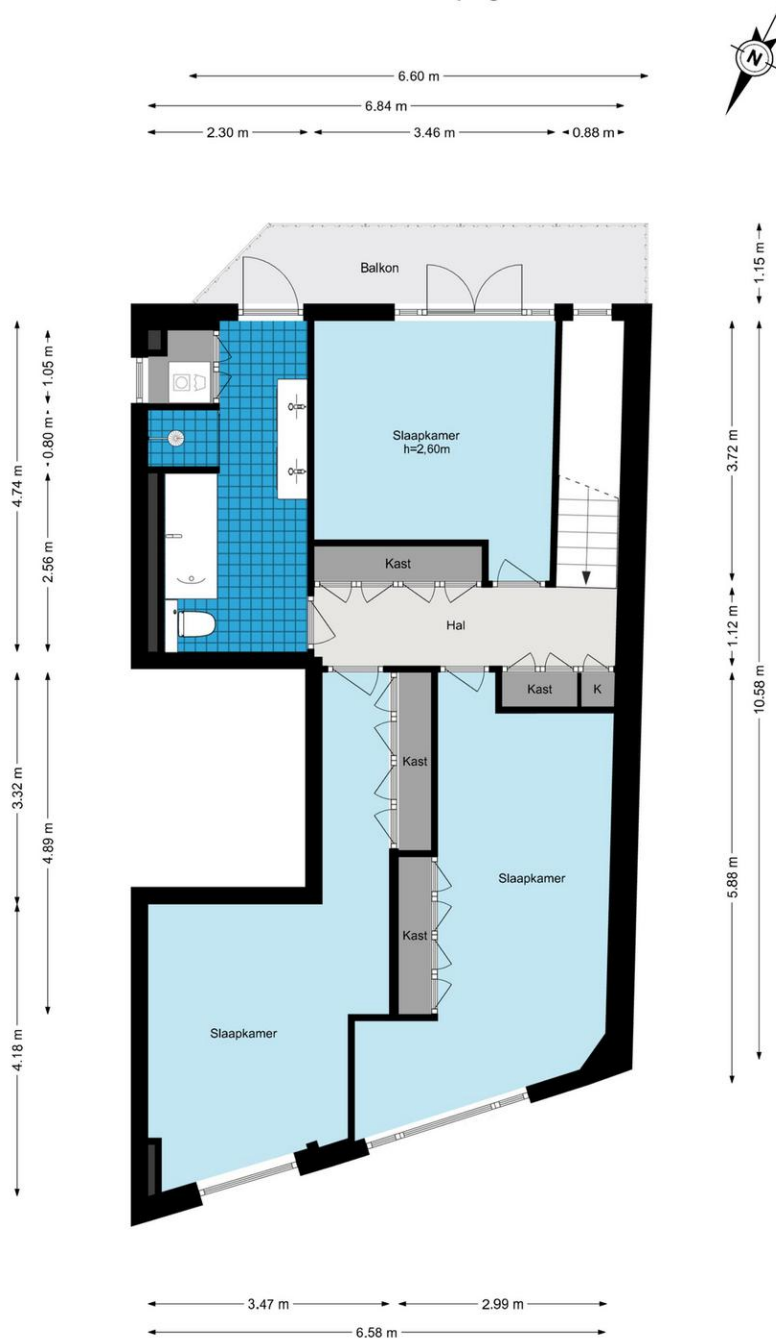 N
6.60 m
6.84 m
2.30 m
3.46 m
0.88 m
1.15 m
Balkon
1.05 m
0.80 m
4.74 m
2.56 m
Slaapkamer
h=2,60m
3.72 m
Kast
Hal
1.12 m
Kast
K
10.58 m
3.32 m
4.89 m
Kast
Slaapkamer
5.88 m
Kast
Slaapkamer
4.18 m
3.47 m
2.99 m
6.58 m